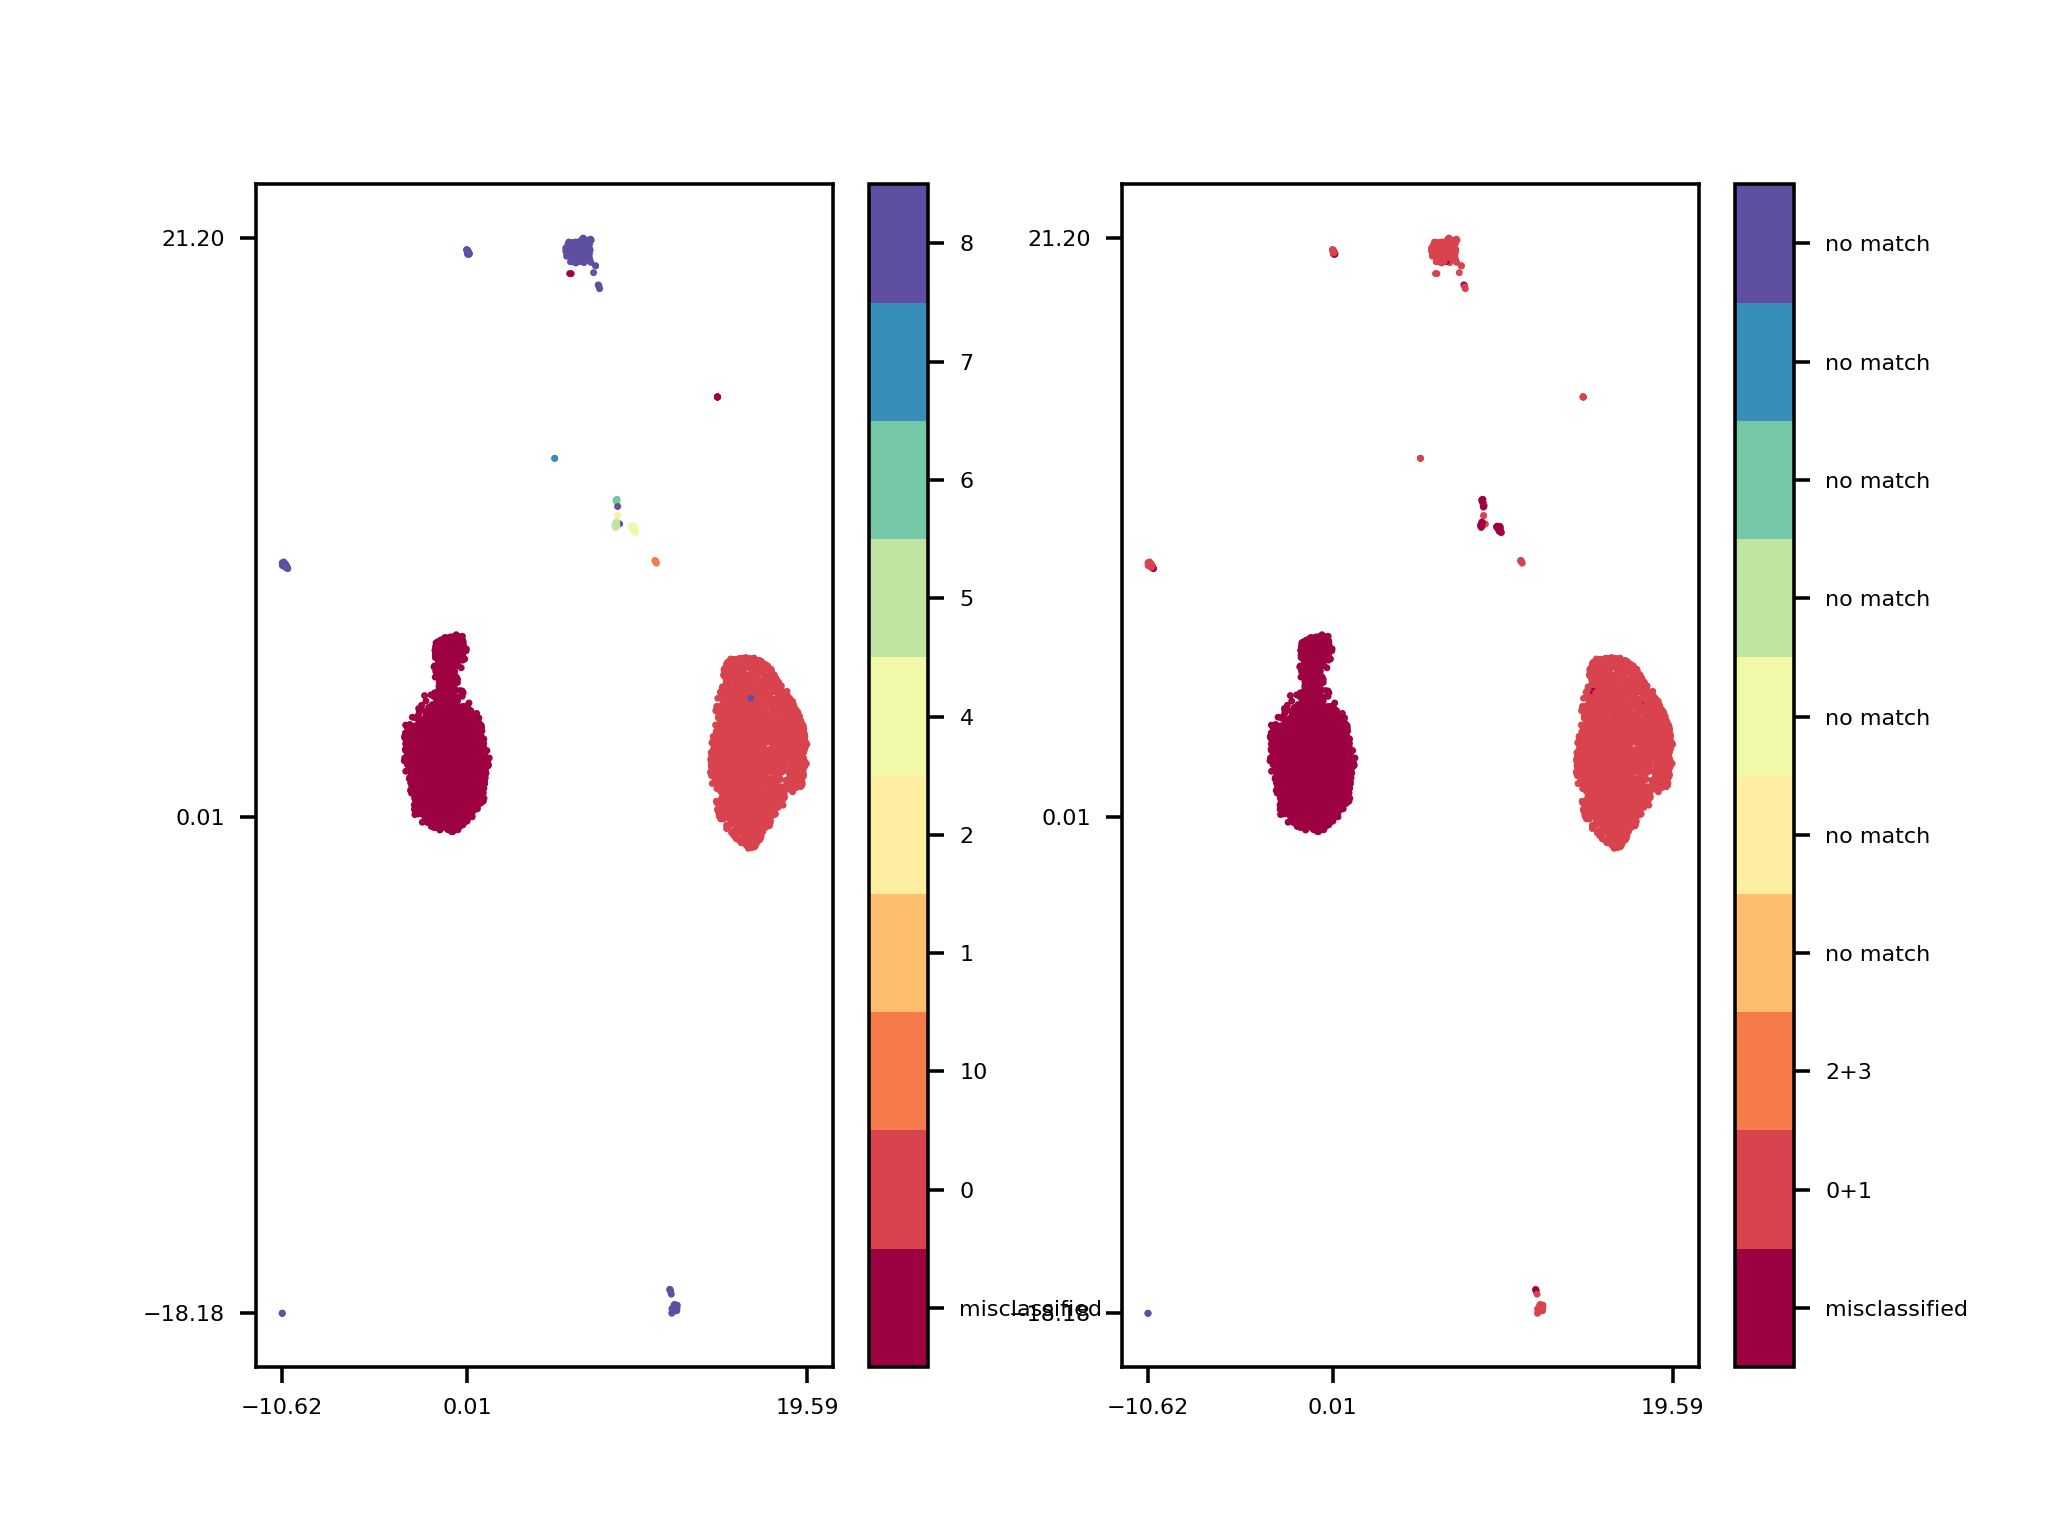 21.20
0.01
−18.18
−10.62
0.01
19.59
8
7
6
5
4
2
1
10
0
misclassified
21.20
0.01
−18.18
−10.62
0.01
19.59
no match
no match
no match
no match
no match
no match
no match
2+3
0+1
misclassified